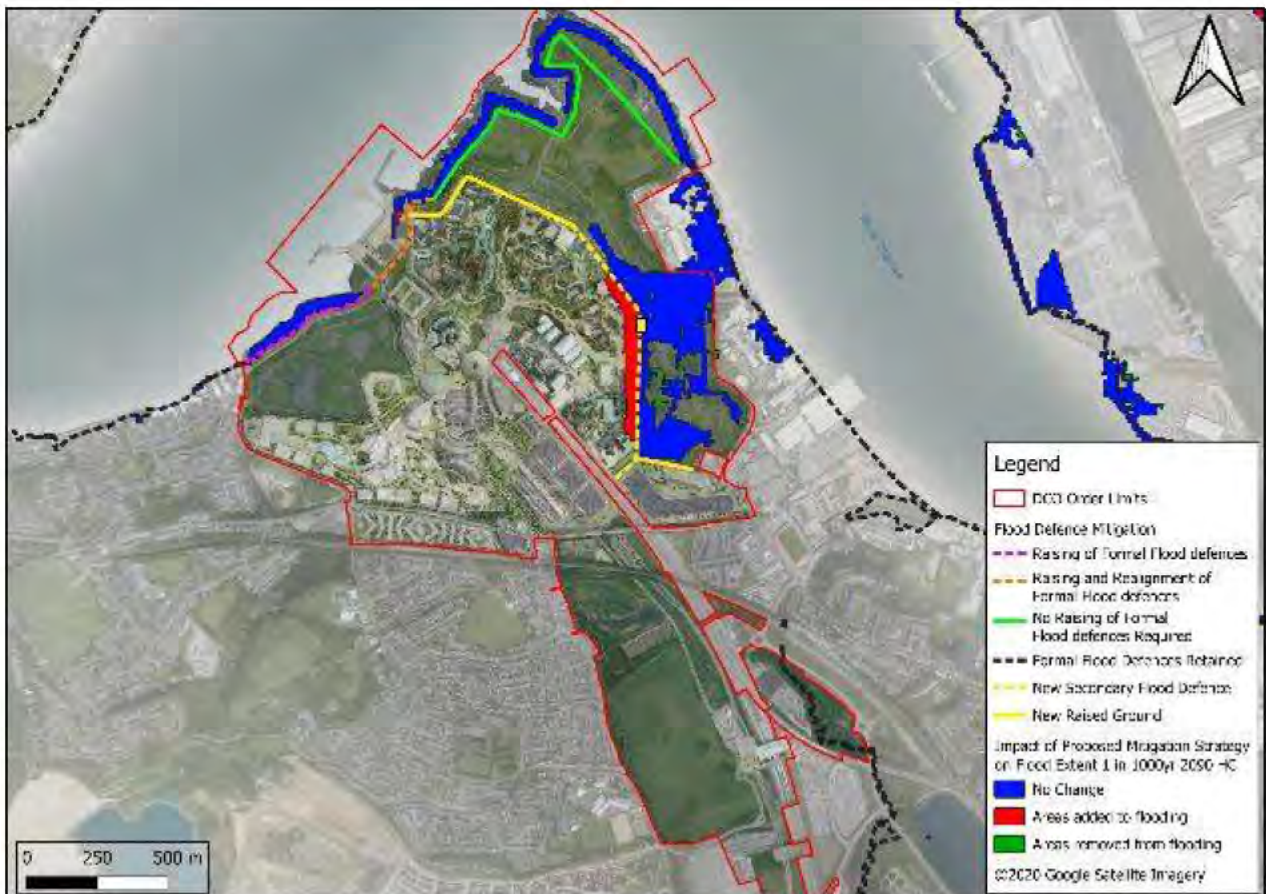 Legend
DCO Order Limits
Flood Defence Mitigation
Raising of Formal Flood defences
Raising and Realignment of
Formal Flood defences
No Raising of Formal
Flood defences Required
Formal Flood Defences Retained
New Secondary Flood Defence
New Raised Ground
Impact of Proposed Mitigation Strategy
on Flood Extent 1 in 1000yr 2090 HC
No Change
Areas added to flooding
Areas removed from flooding
©2020 Google Satellite Imagery
0 250 500 m